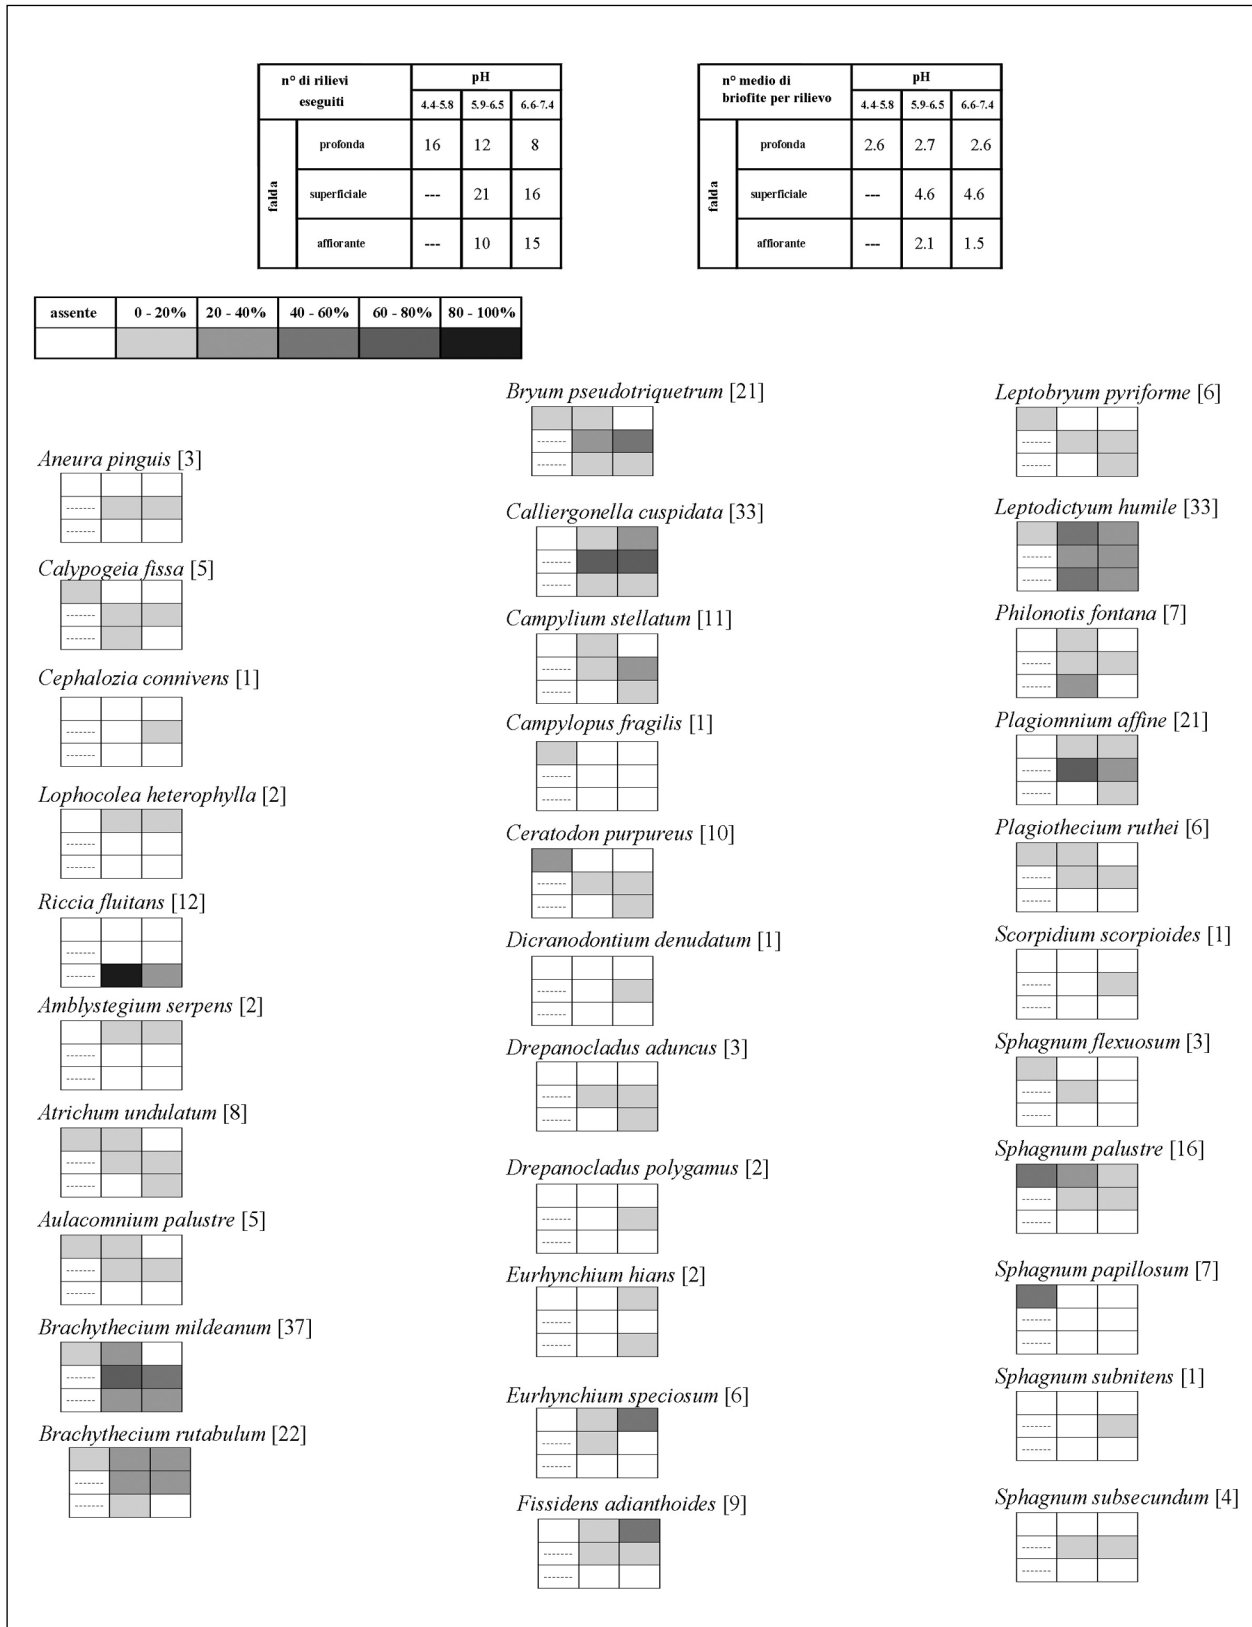 n° di rilievi eseguiti pH
4.4-5.8 5.9-6.5 6.6-7.4
falda
profonda 16 12 8
superficiale --- 21 16
affiorante --- 10 15
n° medio di briofite per rilievo pH
4.4-5.8 5.9-6.5 6.6-7.4
falda
profonda 2.6 2.7 2.6
superficiale --- 4.6 4.6
affiorante --- 2.1 1.5
assente 0 - 20% 20 - 40% 40 - 60% 60 - 80% 80 - 100%
Aneura pinguis [3]
-------
-------
Calypogeia fissa [5]
-------
-------
Cephalozia connivens [1]
-------
-------
Lophocolea heterophylla [2]
-------
-------
Riccia fluitans [12]
-------
-------
Amblystegium serpens [2]
-------
-------
Atrichum undulatum [8]
-------
-------
Aulacomnium palustre [5]
-------
-------
Brachythecium mildeanum [37]
-------
-------
Brachythecium rutabulum [22]
-------
-------
Bryum pseudotriquetrum [21]
-------
-------
Calliergonella cuspidata [33]
-------
-------
Campylium stellatum [11]
-------
-------
Campylopus fragilis [1]
-------
-------
Ceratodon purpureus [10]
-------
-------
Dicranodontium denudatum [1]
-------
-------
Drepanocladus aduncus [3]
-------
-------
Drepanocladus polygamus [2]
-------
-------
Eurhynchium hians [2]
-------
-------
Eurhynchium speciosum [6]
-------
-------
Fissidens adianthoides [9]
-------
-------
Leptobryum pyriforme [6]
-------
-------
Leptodictyum humile [33]
-------
-------
Philonotis fontana [7]
-------
-------
Plagiomnium affine [21]
-------
-------
Plagiothecium ruthei [6]
-------
-------
Scorpidium scorpioides [1]
-------
-------
Sphagnum flexuosum [3]
-------
-------
Sphagnum palustre [16]
-------
-------
Sphagnum papillosum [7]
-------
-------
Sphagnum subnitens [1]
-------
-------
Sphagnum subsecundum [4]
-------
-------